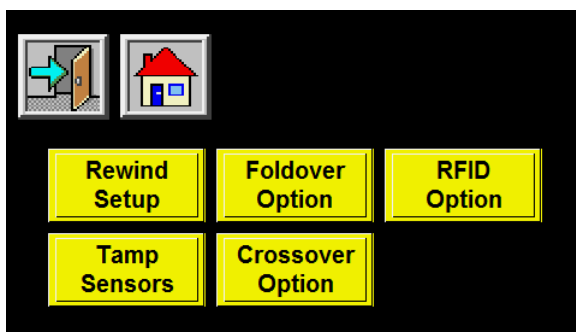 Rewind
Setup
Foldover
Option
RFID
Option
Tamp
Sensors
Crossover
Option